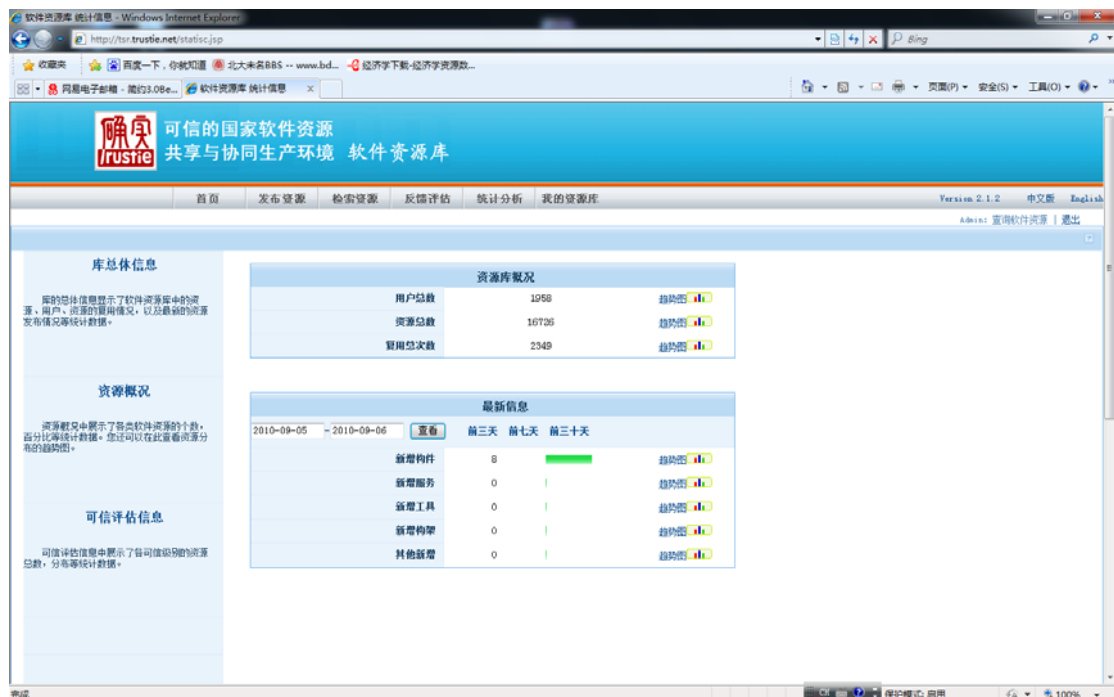 软件资源库 统计信息 - Windows Internet Explorer
http://tsr.trustie.net/statisc.jsp
Bing
收藏夹 百度一下，你就知道 北大未名BBS -- www.bd... 经济学下载-经济学资源数...
网易电子邮箱 - 简约3.0Be... 软件资源库 统计信息 x
页面(P) 安全(S) 工具(O)
确实
Trustie
可信的国家软件资源
共享与协同生产环境 软件资源库
首页 发布资源 检索资源 反馈评估 统计分析 我的资源库 Version 2.1.2 中文版 English
Admin: 查询软件资源 | 退出
库总体信息
库的总体信息显示了软件资源库中的资
源、用户、资源的复用情况，以及最新的资源
发布情况等统计数据。
资源概况
资源概况中展示了各类软件资源的个数，
百分比等统计数据。您还可以在此查看资源分
布的趋势图。
可信评估信息
可信评估信息中展示了各可信级别的资源
总数，分布等统计数据。
资源库概况
用户总数 1958 趋势图
资源总数 16726 趋势图
复用总次数 2349 趋势图
最新信息
2010-09-05 - 2010-09-06 查看 前三天 前七天 前三十天
新增构件 8 趋势图
新增服务 0 趋势图
新增工具 0 趋势图
新增构架 0 趋势图
其他新增 0 趋势图
完成
CH
保护模式: 启用
100%